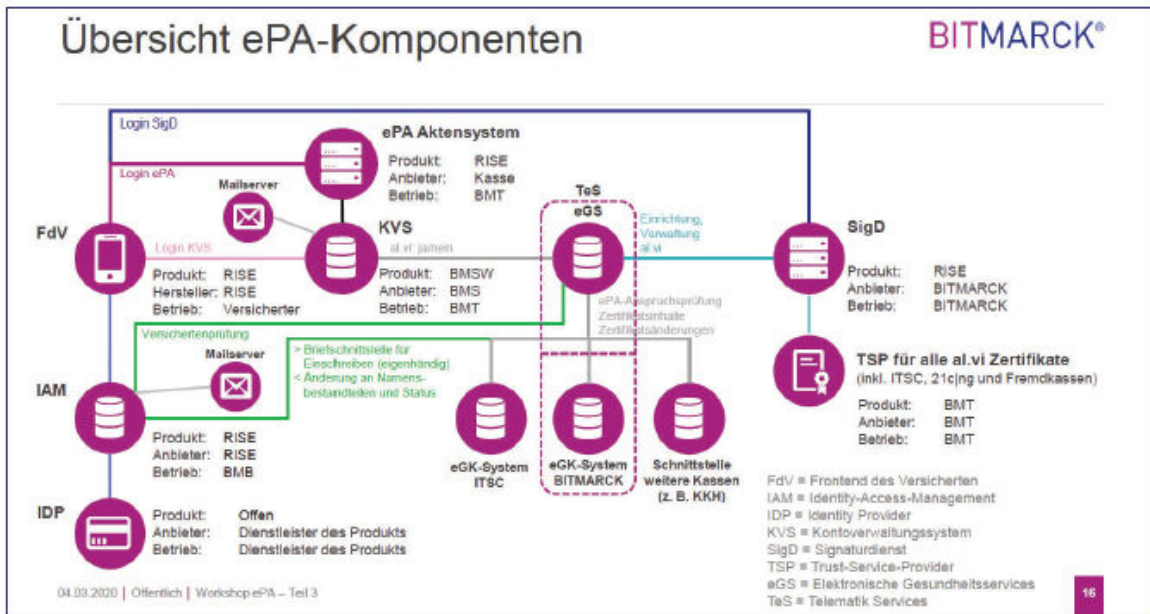 Übersicht ePA-Komponenten
BITMARCK®
Login SigD
ePA Aktensystem
Produkt: RISE
Anbieter: Kasse
Betrieb: BMT
Login ePA
Mailserver
TeS
eGS
FdV
KVS
Einrichtung,
Verwaltung
al.vi
SigD
Login KVS
al.vi: ja/nein
Produkt: RISE
Hersteller: RISE
Betrieb: Versicherter
Produkt: BMSW
Anbieter: BMS
Betrieb: BMT
Produkt: RISE
Anbieter: BITMARCK
Betrieb: BITMARCK
ePA-Anspruchsprüfung
Zertifikatsinhalte
Zertifikatsänderungen
Versichertenprüfung
Mailserver
> Briefschnittstelle für
Einschreiben (eigenhändig)
< Änderung an Namens-
bestandteilen und Status
TSP für alle al.vi Zertifikate
(inkl. ITSC, 21c|ng und Fremdkassen)
Produkt: BMT
Anbieter: BMT
Betrieb: BMT
IAM
Produkt: RISE
Anbieter: RISE
Betrieb: BMB
eGK-System
ITSC
eGK-System
BITMARCK
Schnittstelle
weitere Kassen
(z. B. KKH)
IDP
Produkt: Offen
Anbieter: Dienstleister des Produkts
Betrieb: Dienstleister des Produkts
FdV = Frontend des Versicherten
IAM = Identity-Access-Management
IDP = Identity Provider
KVS = Kontoverwaltungssystem
SigD = Signaturdienst
TSP = Trust-Service-Provider
eGS = Elektronische Gesundheitsservices
TeS = Telematik Services
04.03.2020 | Öffentlich | Workshop ePA – Teil 3
16